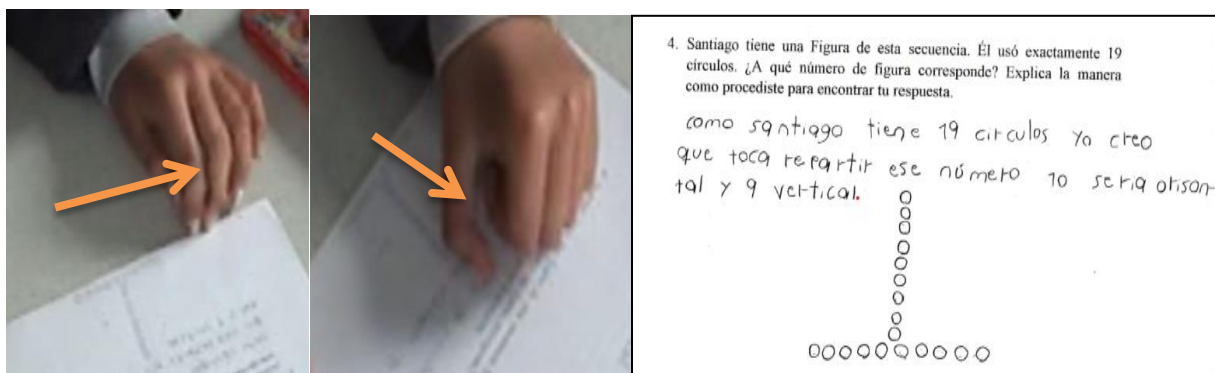 4. Santiago tiene una Figura de esta secuencia. Él usó exactamente 19
círculos. ¿A qué número de figura corresponde? Explica la manera
como procediste para encontrar tu respuesta.
como santiago tiene 19 circulos yo creo
que toca repartir ese número 10 seria orison-
tal y 9 vertical.